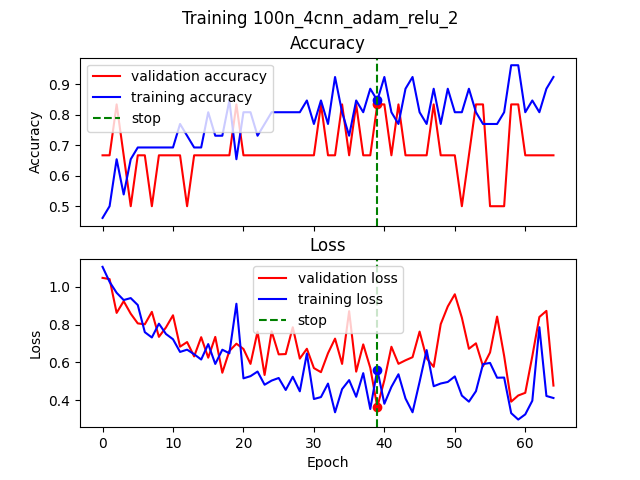 Training 100n_4cnn_adam_relu_2
Accuracy
validation accuracy
training accuracy
stop
Accuracy
0.9
0.8
0.7
0.6
0.5
Loss
validation loss
training loss
stop
Loss
1.0
0.8
0.6
0.4
0 10 20 30 40 50 60
Epoch